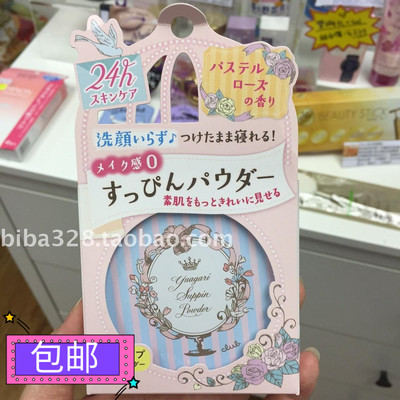 24h
スキンケア
パステル
ローズ
の香り
BEAUTY STICK
洗顔いらず♪つけたまま寝れる!
メイク感0
すっぴんパウダー
素肌をもっときれいに見せる
biba328.taobao.com
Yuagari
Suppin
Powder
club
包邮